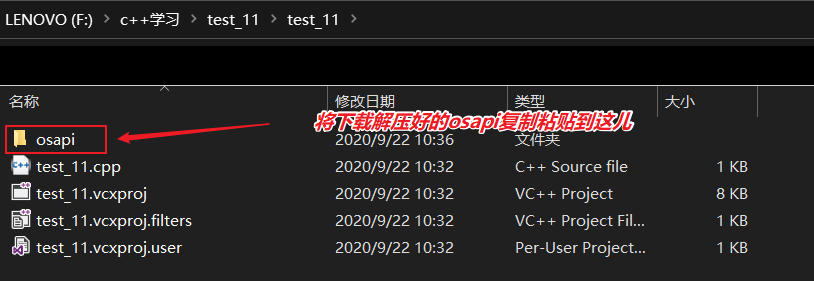 LENOVO (F:) > c++学习 > test_11 > test_11 >
名称 修改日期 类型 大小
将下载解压好的osapi复制粘贴到这儿
osapi 2020/9/22 10:36 文件夹
test_11.cpp 2020/9/22 10:32 C++ Source file 1 KB
test_11.vcxproj 2020/9/22 10:32 VC++ Project 8 KB
test_11.vcxproj.filters 2020/9/22 10:32 VC++ Project Fil... 1 KB
test_11.vcxproj.user 2020/9/22 10:32 Per-User Project... 1 KB